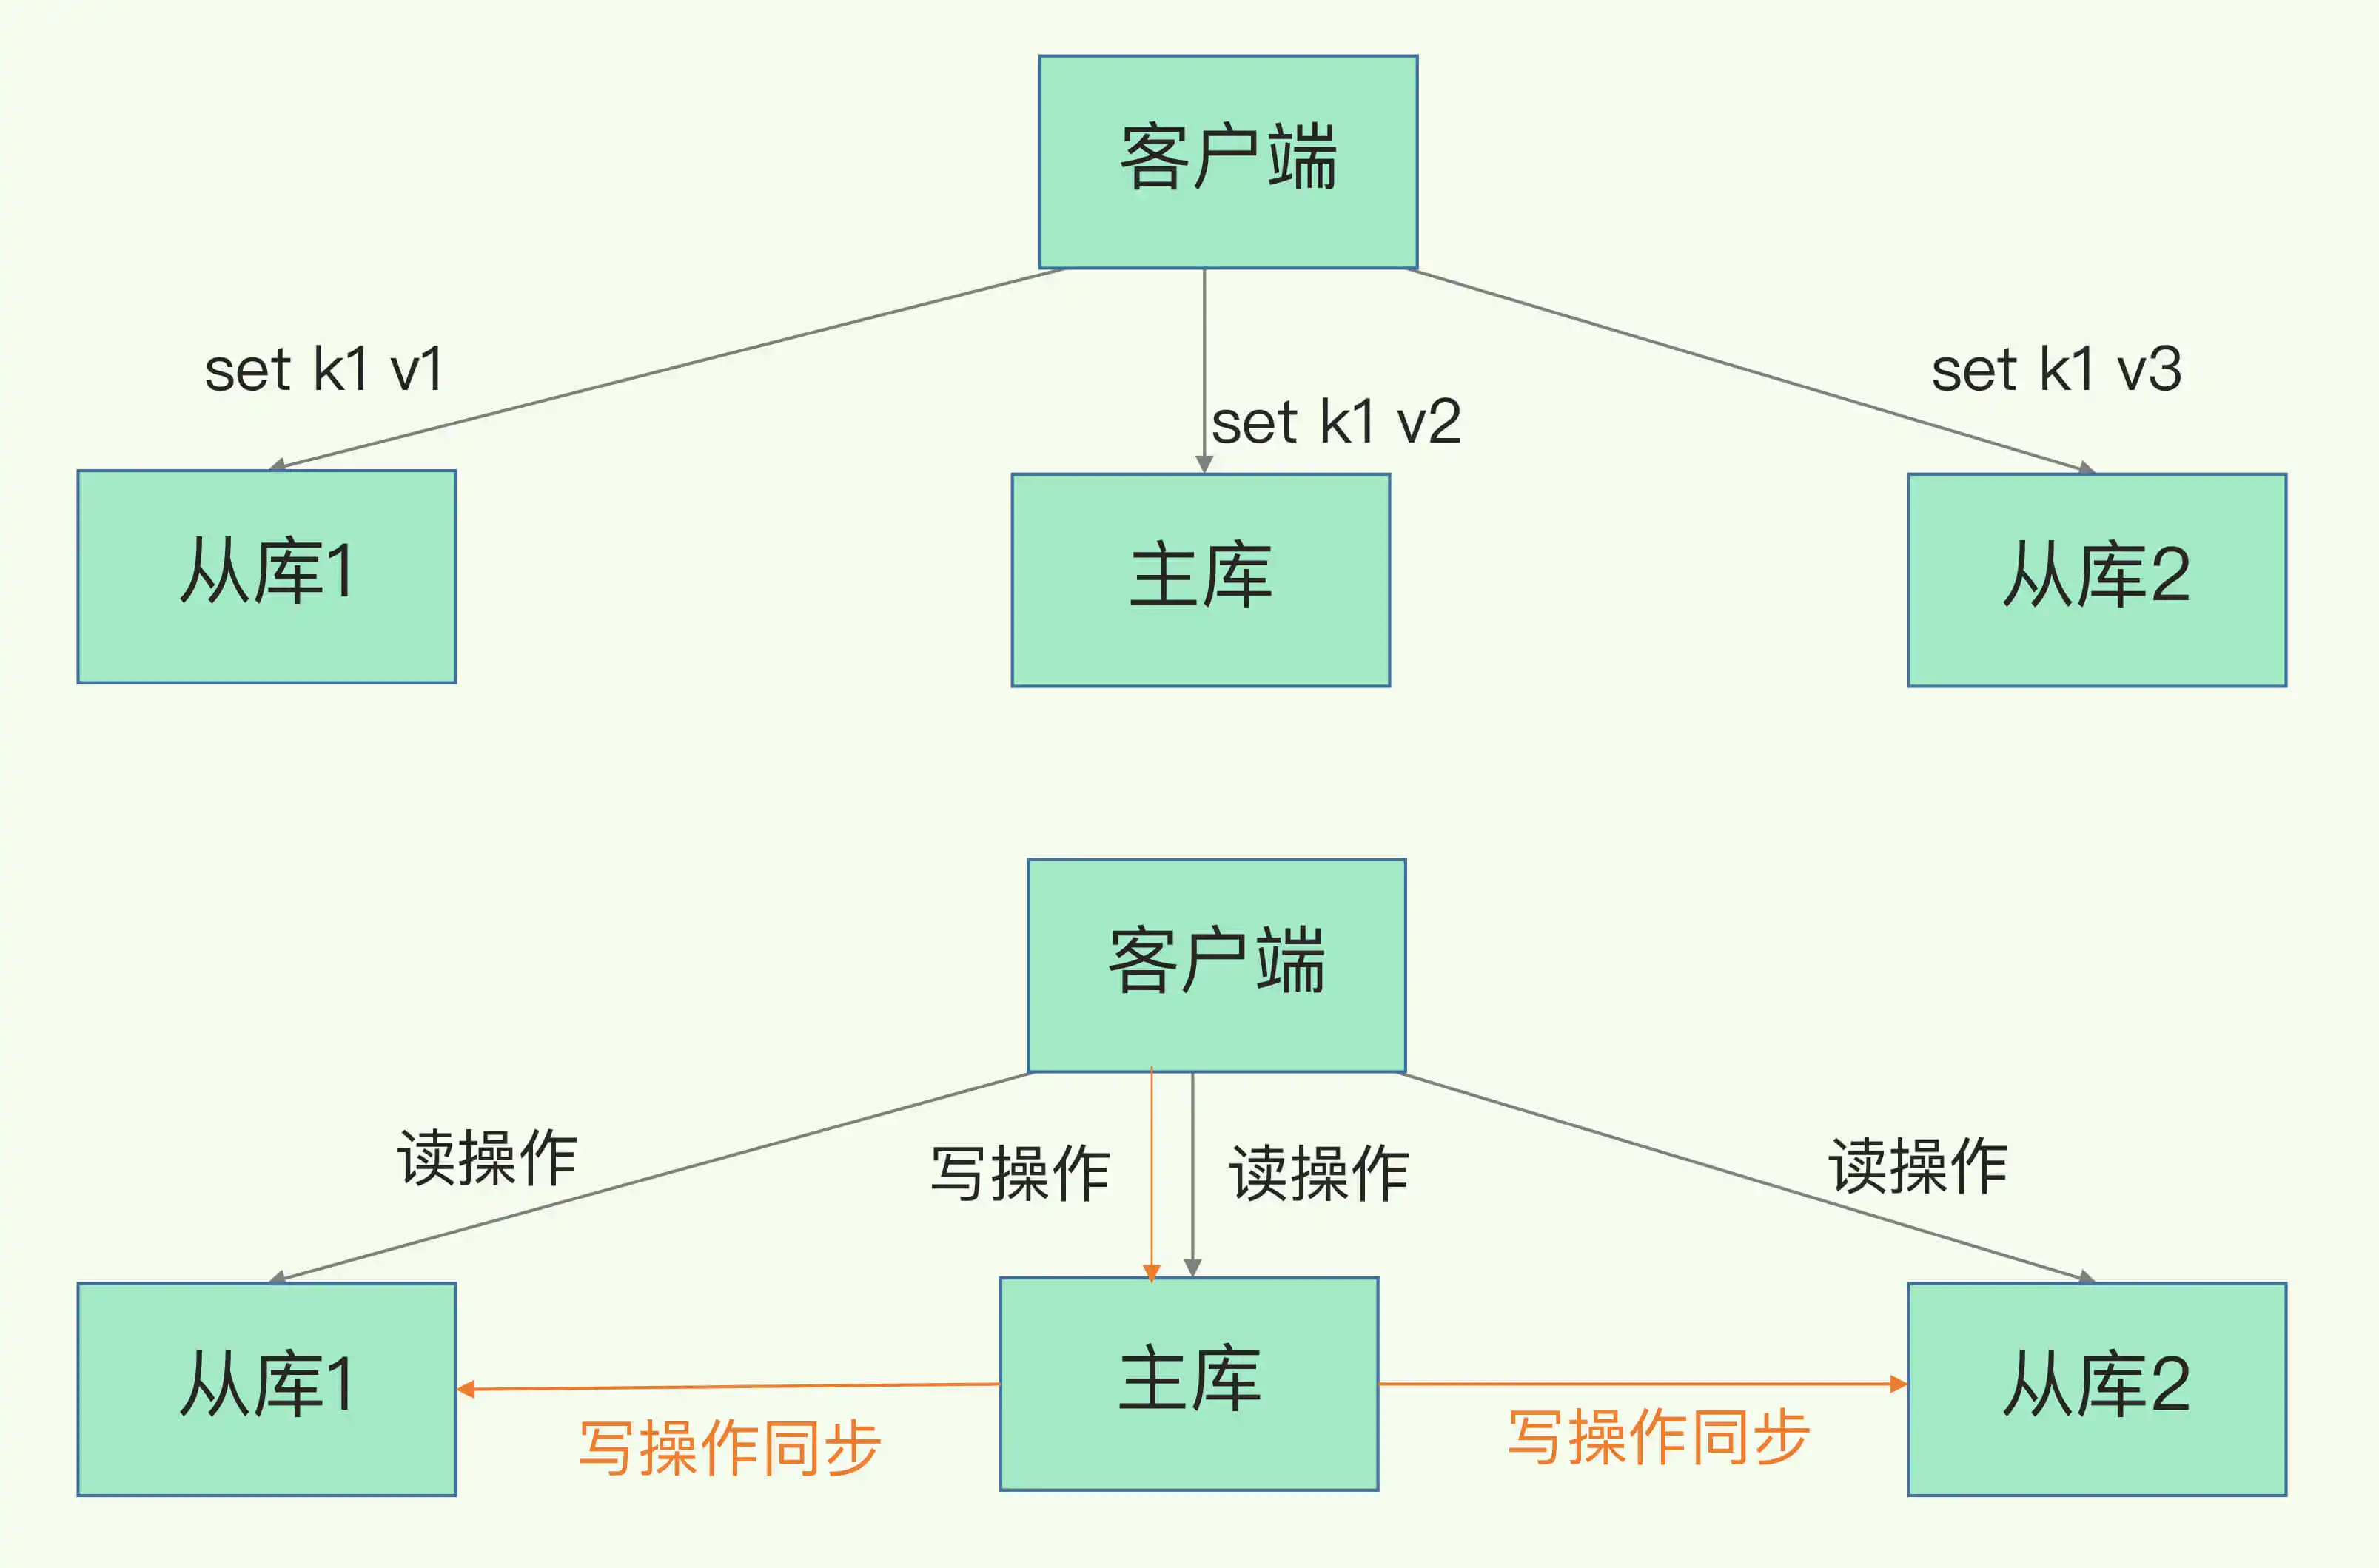 客户端
set k1 v1
set k1 v2
set k1 v3
从库1
主库
从库2
客户端
读操作
写操作
读操作
读操作
从库1
主库
从库2
写操作同步
写操作同步